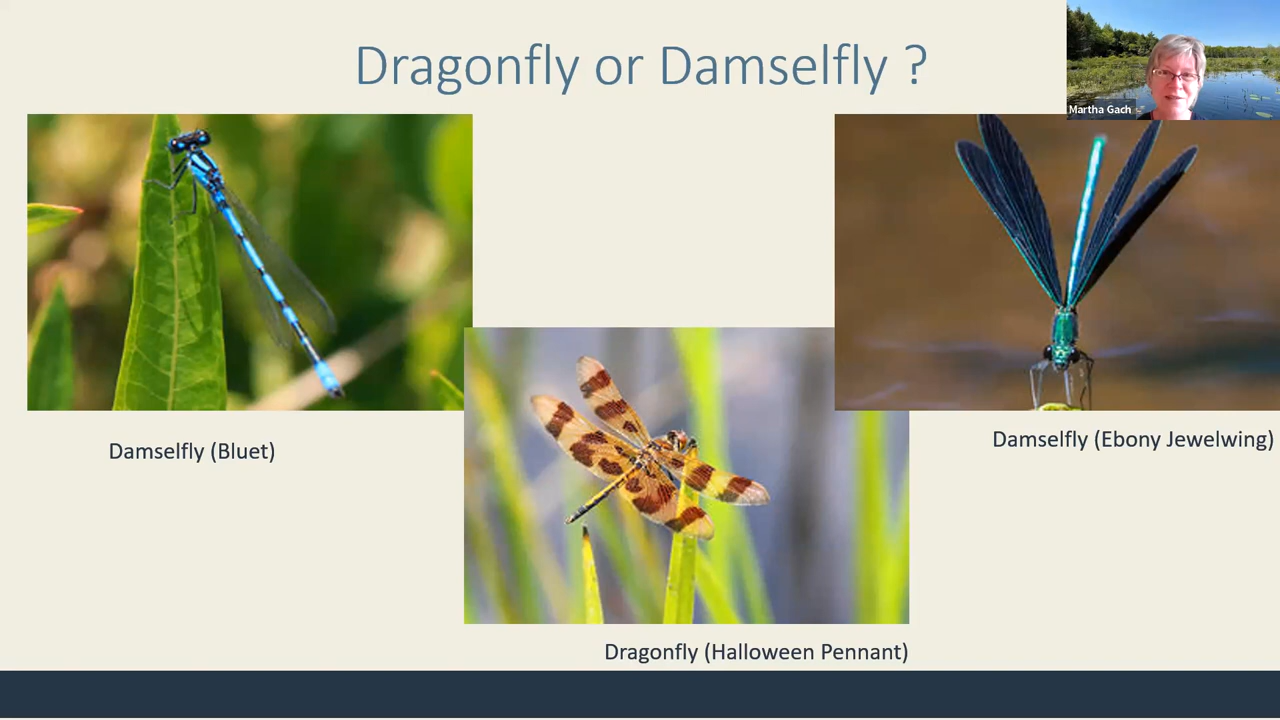 Dragonfly or Damselfly ?
Martha Gach
Damselfly (Bluet)
Damselfly (Ebony Jewelwing)
Dragonfly (Halloween Pennant)